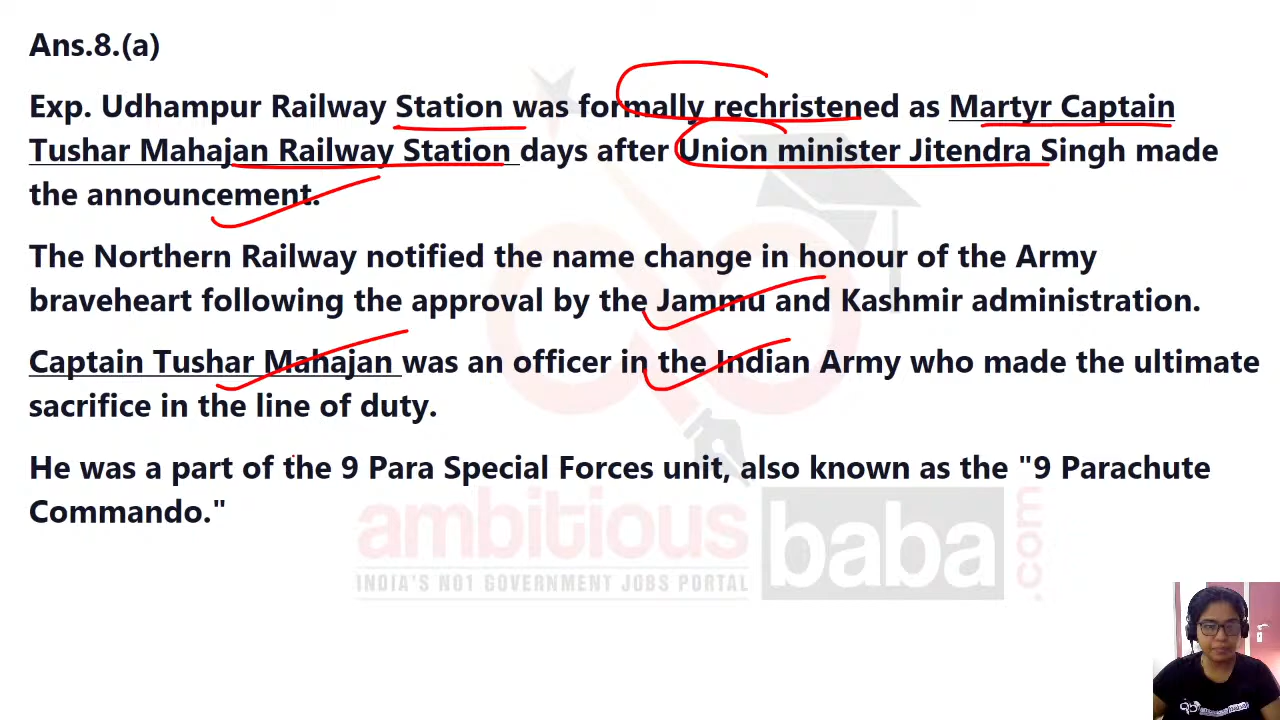 Ans.8.(a)
Exp. Udhampur Railway Station was formally rechristened as Martyr Captain
Tushar Mahajan Railway Station days after Union minister Jitendra Singh made
the announcement.
The Northern Railway notified the name change in honour of the Army
braveheart following the approval by the Jammu and Kashmir administration.
Captain Tushar Mahajan was an officer in the Indian Army who made the ultimate
sacrifice in the line of duty.
He was a part of the 9 Para Special Forces unit, also known as the "9 Parachute
Commando."
ambitious baba .com
INDIA'S NO1 GOVERNMENT JOBS PORTAL